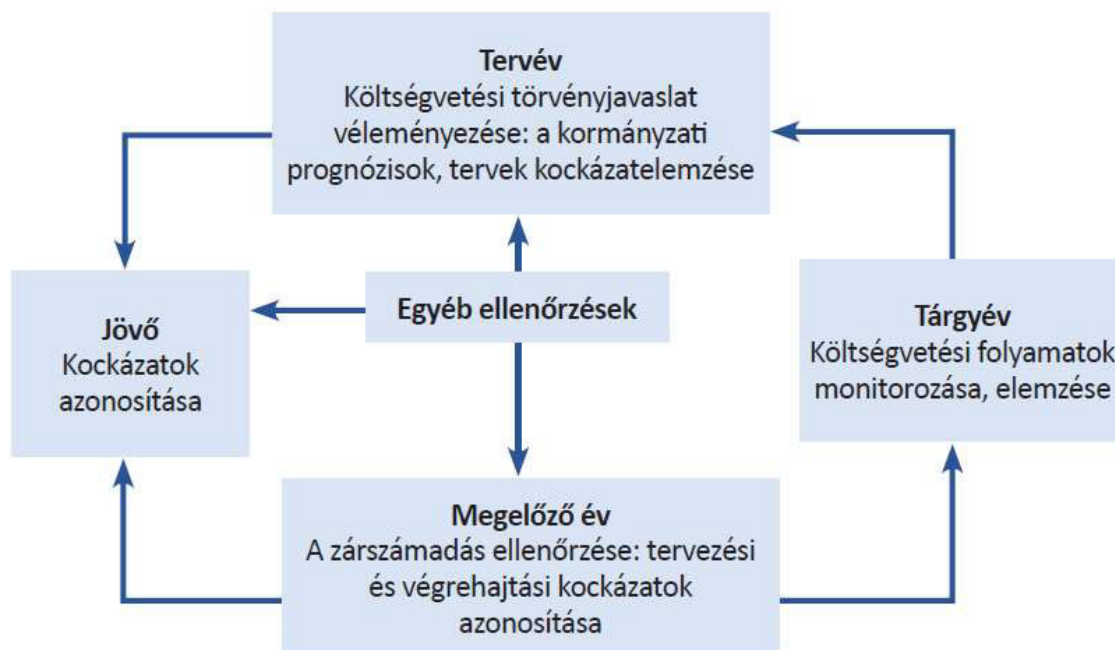 Tervév
Költségvetési törvényjavaslat
véleményezése: a kormányzati
prognózisok, tervek kockázatelemzése
Egyéb ellenőrzések
Jövő
Kockázatok
azonosítása
Tárgyév
Költségvetési folyamatok
monitorozása, elemzése
Megelőző év
A zárszámadás ellenőrzése: tervezési
és végrehajtási kockázatok
azonosítása